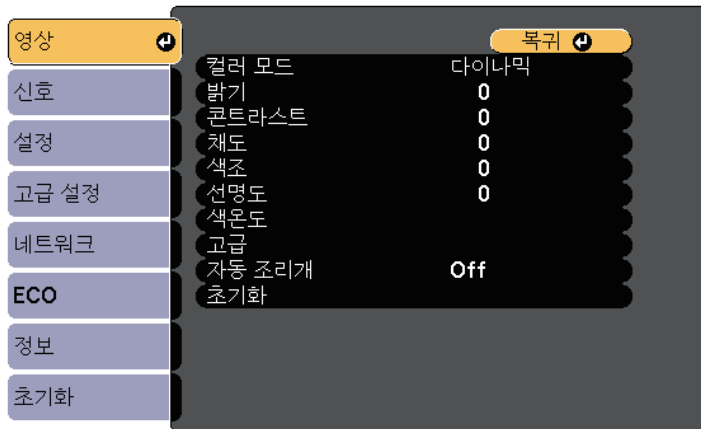 영상
신호
설정
고급 설정
네트워크
ECO
정보
초기화
복귀
컬러 모드 다이나믹
밝기 0
콘트라스트 0
채도 0
색조 0
선명도 0
색온도
고급
자동 조리개 Off
초기화